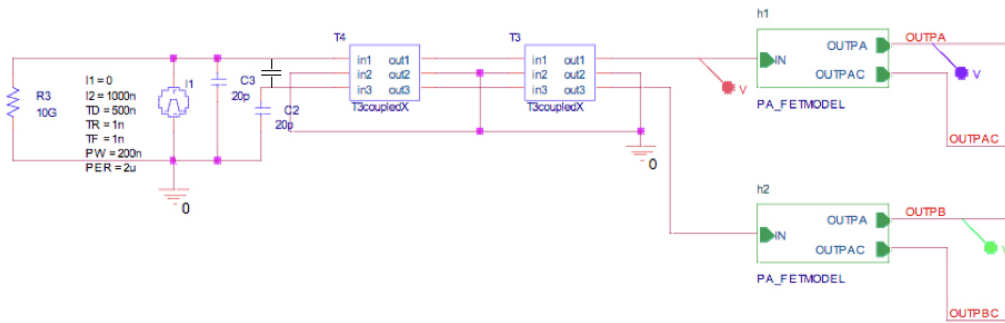 h1
OUTPA
T4
T3
in1 out1
in2 out2
in3 out3
T3coupledX
in1 out1
in2 out2
in3 out3
T3coupledX
V
IN
OUTPA
OUTPAC
PA_FETMODEL
V
OUTPAC
R3
10G
I1 = 0
I2 = 1000n
TD = 500n
TR = 1n
TF = 1n
PW = 200n
PER = 2u
I1
C3
20p
C2
20p
0
0
h2
IN
OUTPA
OUTPAC
PA_FETMODEL
OUTPB
V
OUTPBC